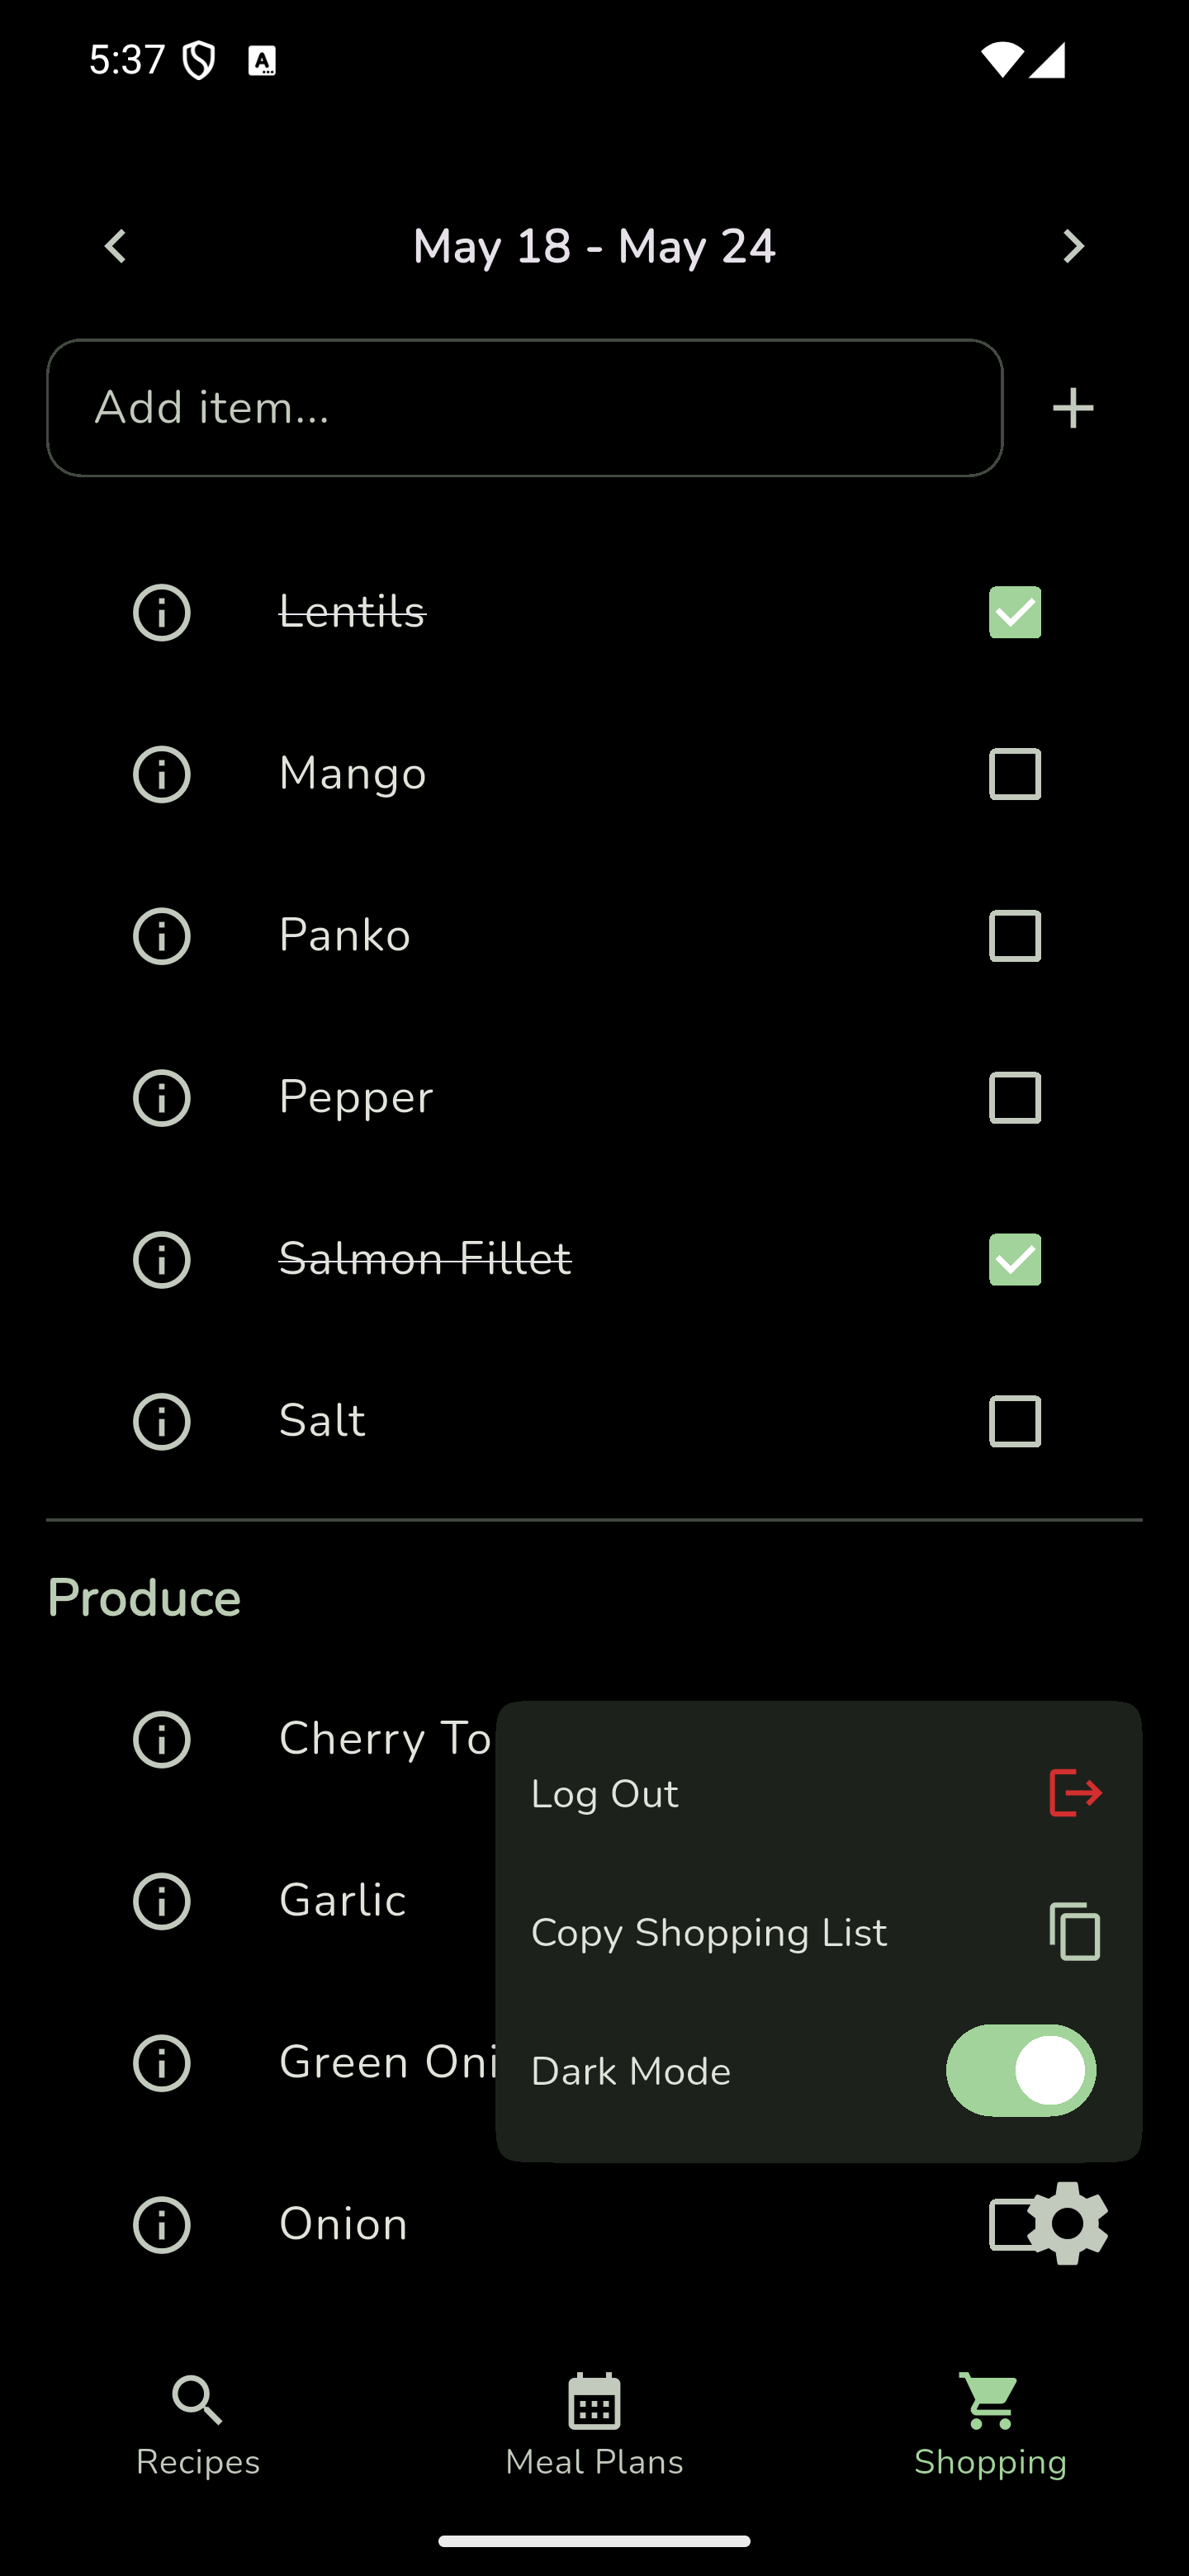 5:37
May 18 - May 24
Add item...
Lentils
Mango
Panko
Pepper
Salmon Fillet
Salt
Produce
Cherry To
Log Out
Garlic
Copy Shopping List
Green Oni
Dark Mode
Onion
Recipes
Meal Plans
Shopping